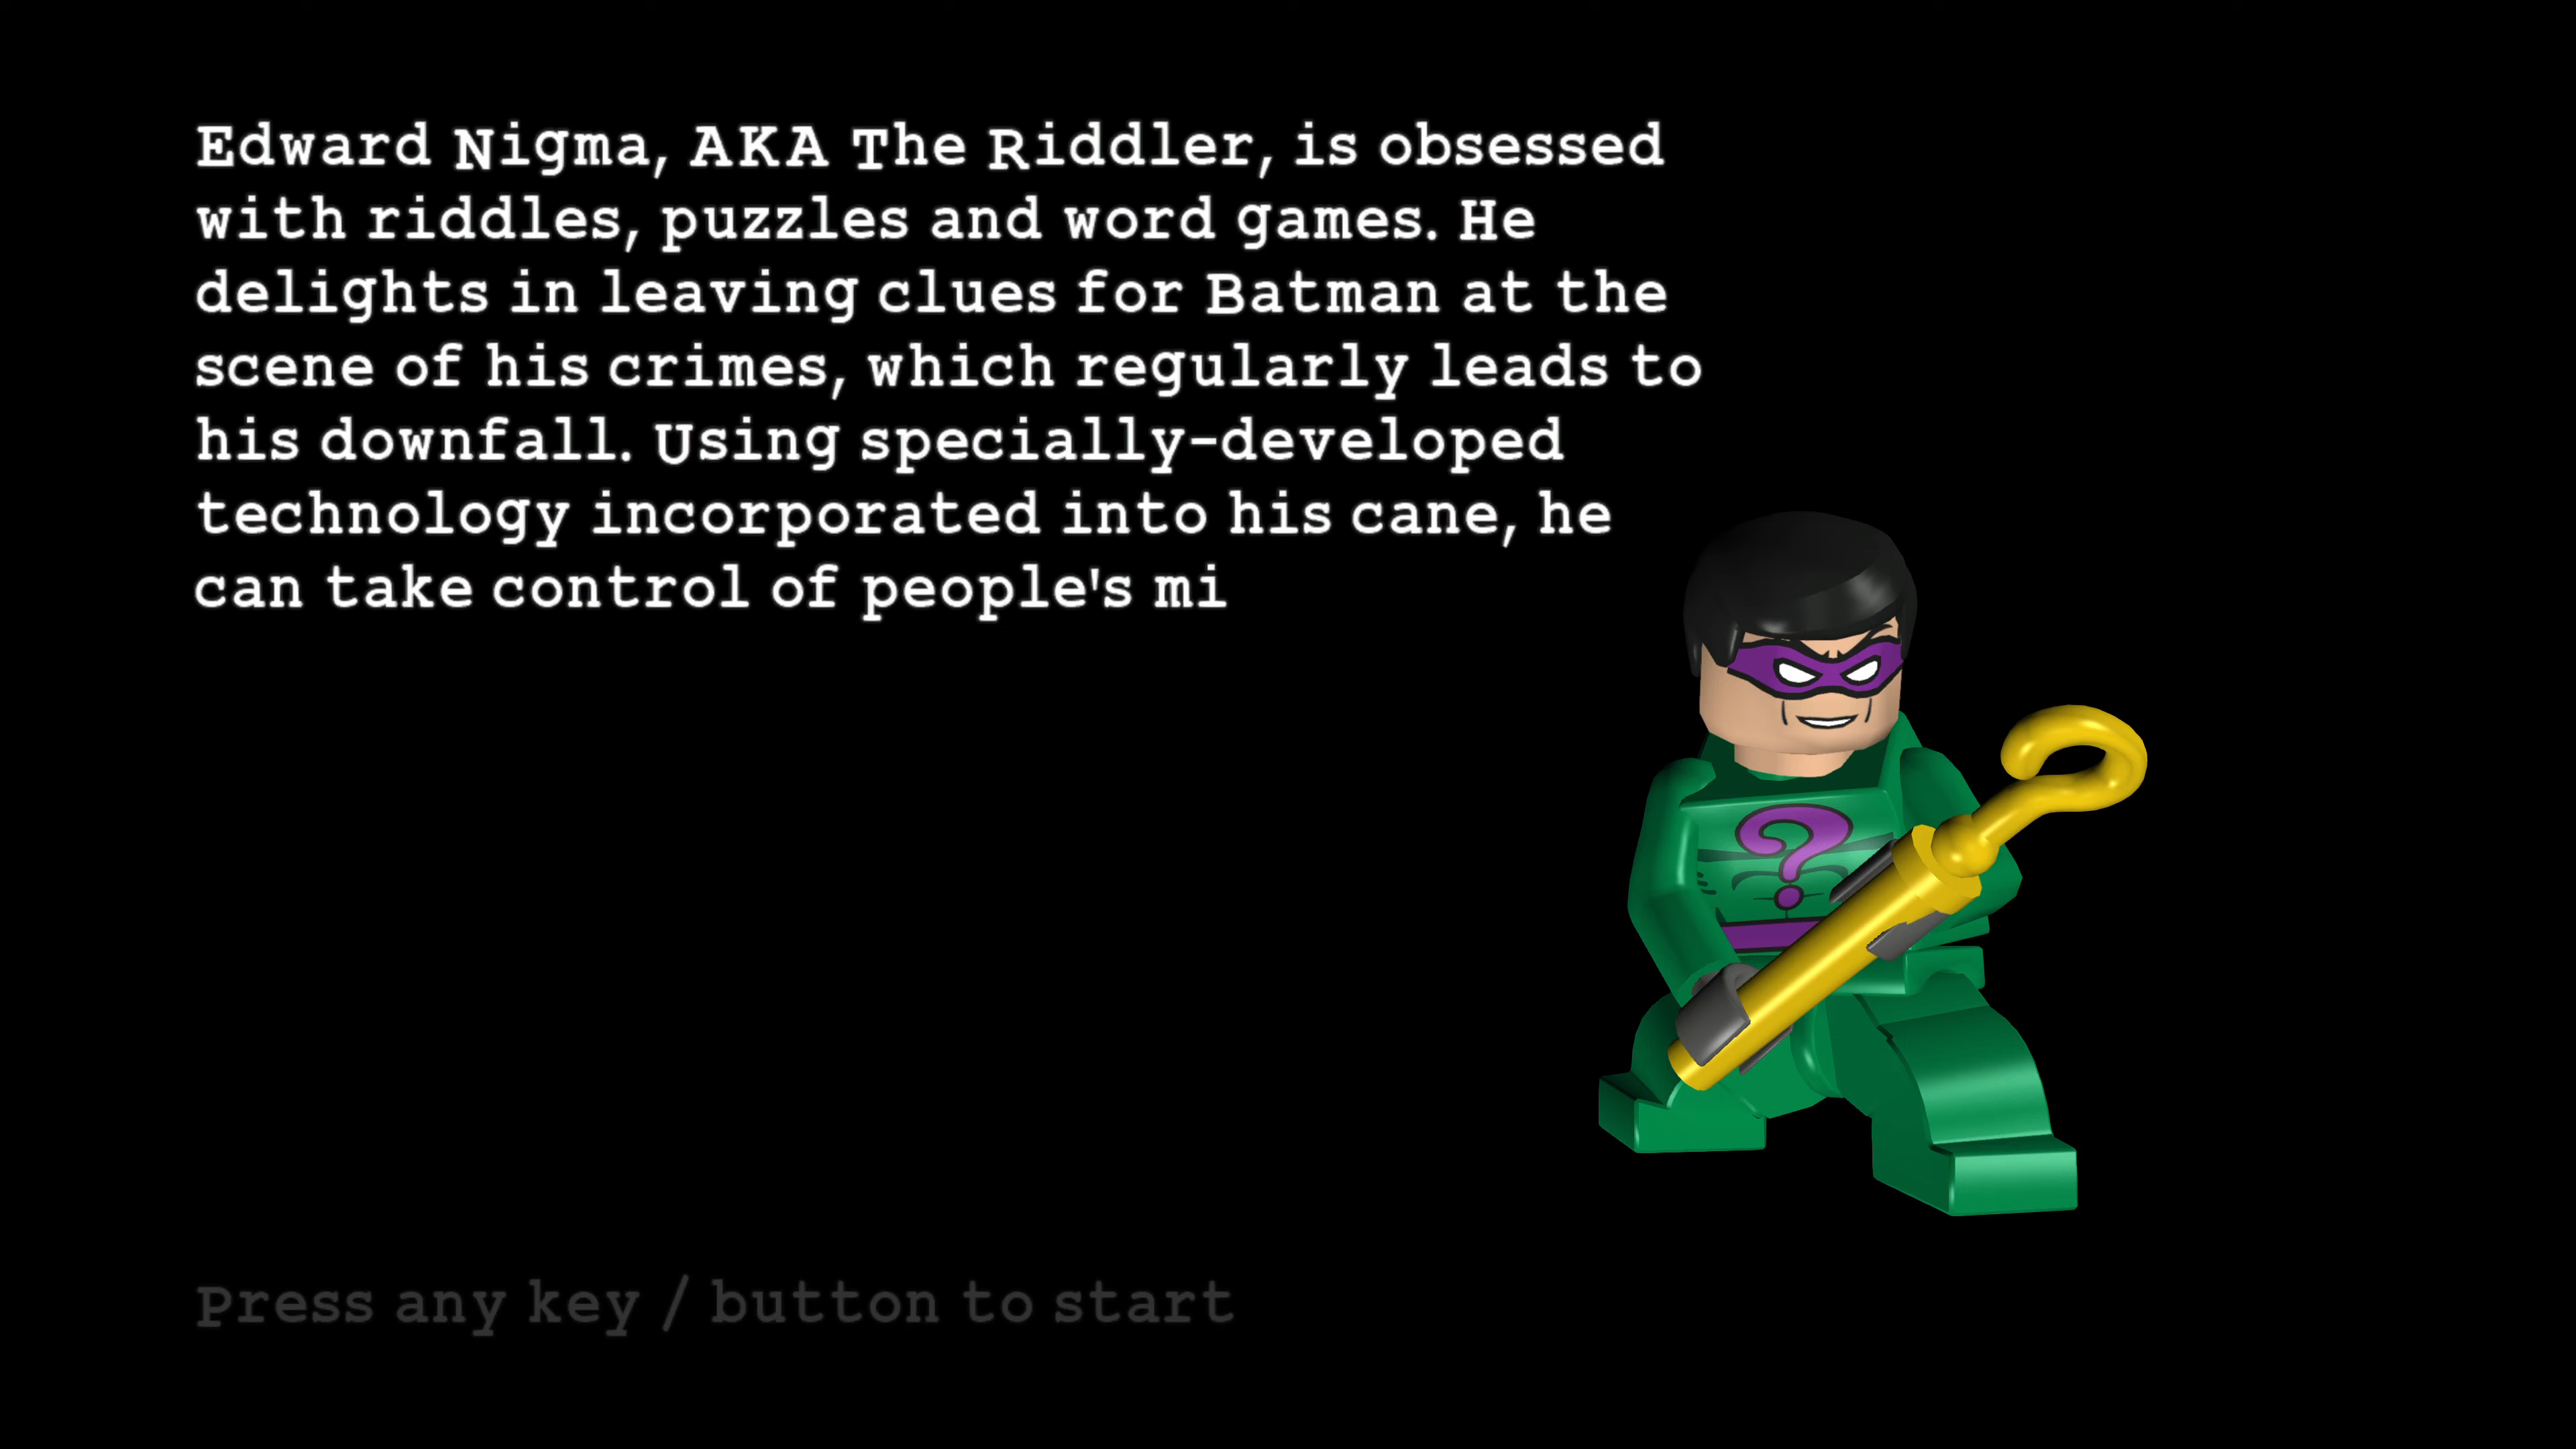 Edward Nigma, AKA The Riddler, is obsessed
with riddles, puzzles and word games. He
delights in leaving clues for Batman at the
scene of his crimes, which regularly leads to
his downfall. Using specially-developed
technology incorporated into his cane, he
can take control of people's mi
?
Press any key / button to start